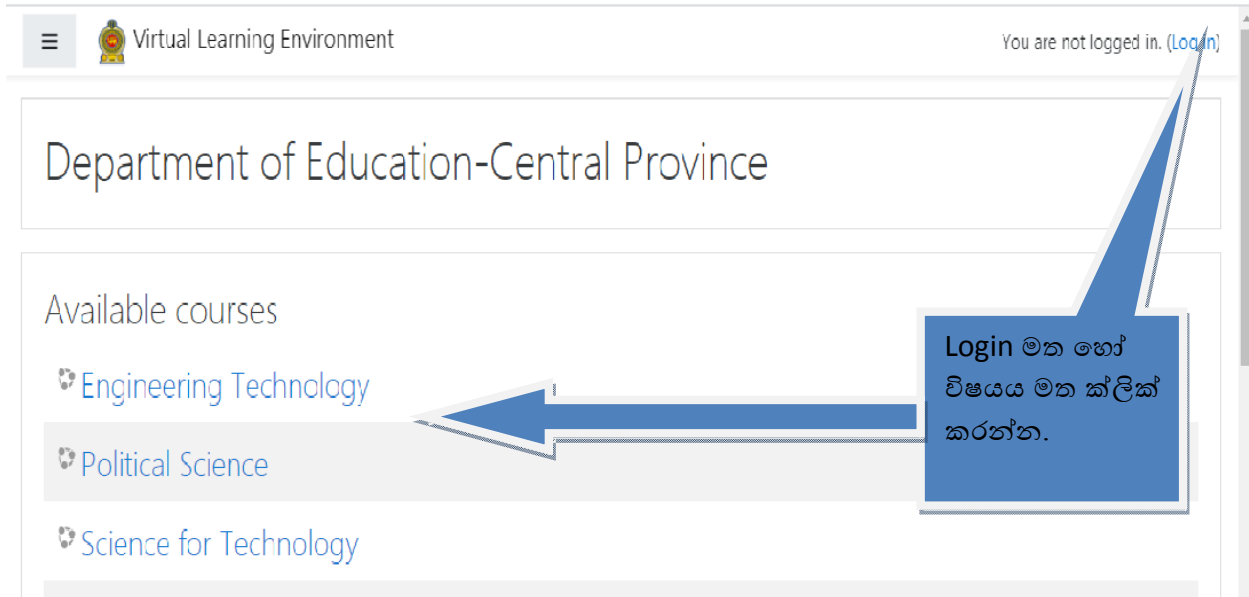 Virtual Learning Environment
You are not logged in. (Log in)
Department of Education-Central Province
Available courses
Engineering Technology
Political Science
Science for Technology
Login මත හෝ
විෂයය මත ක්ලික්
කරන්න.